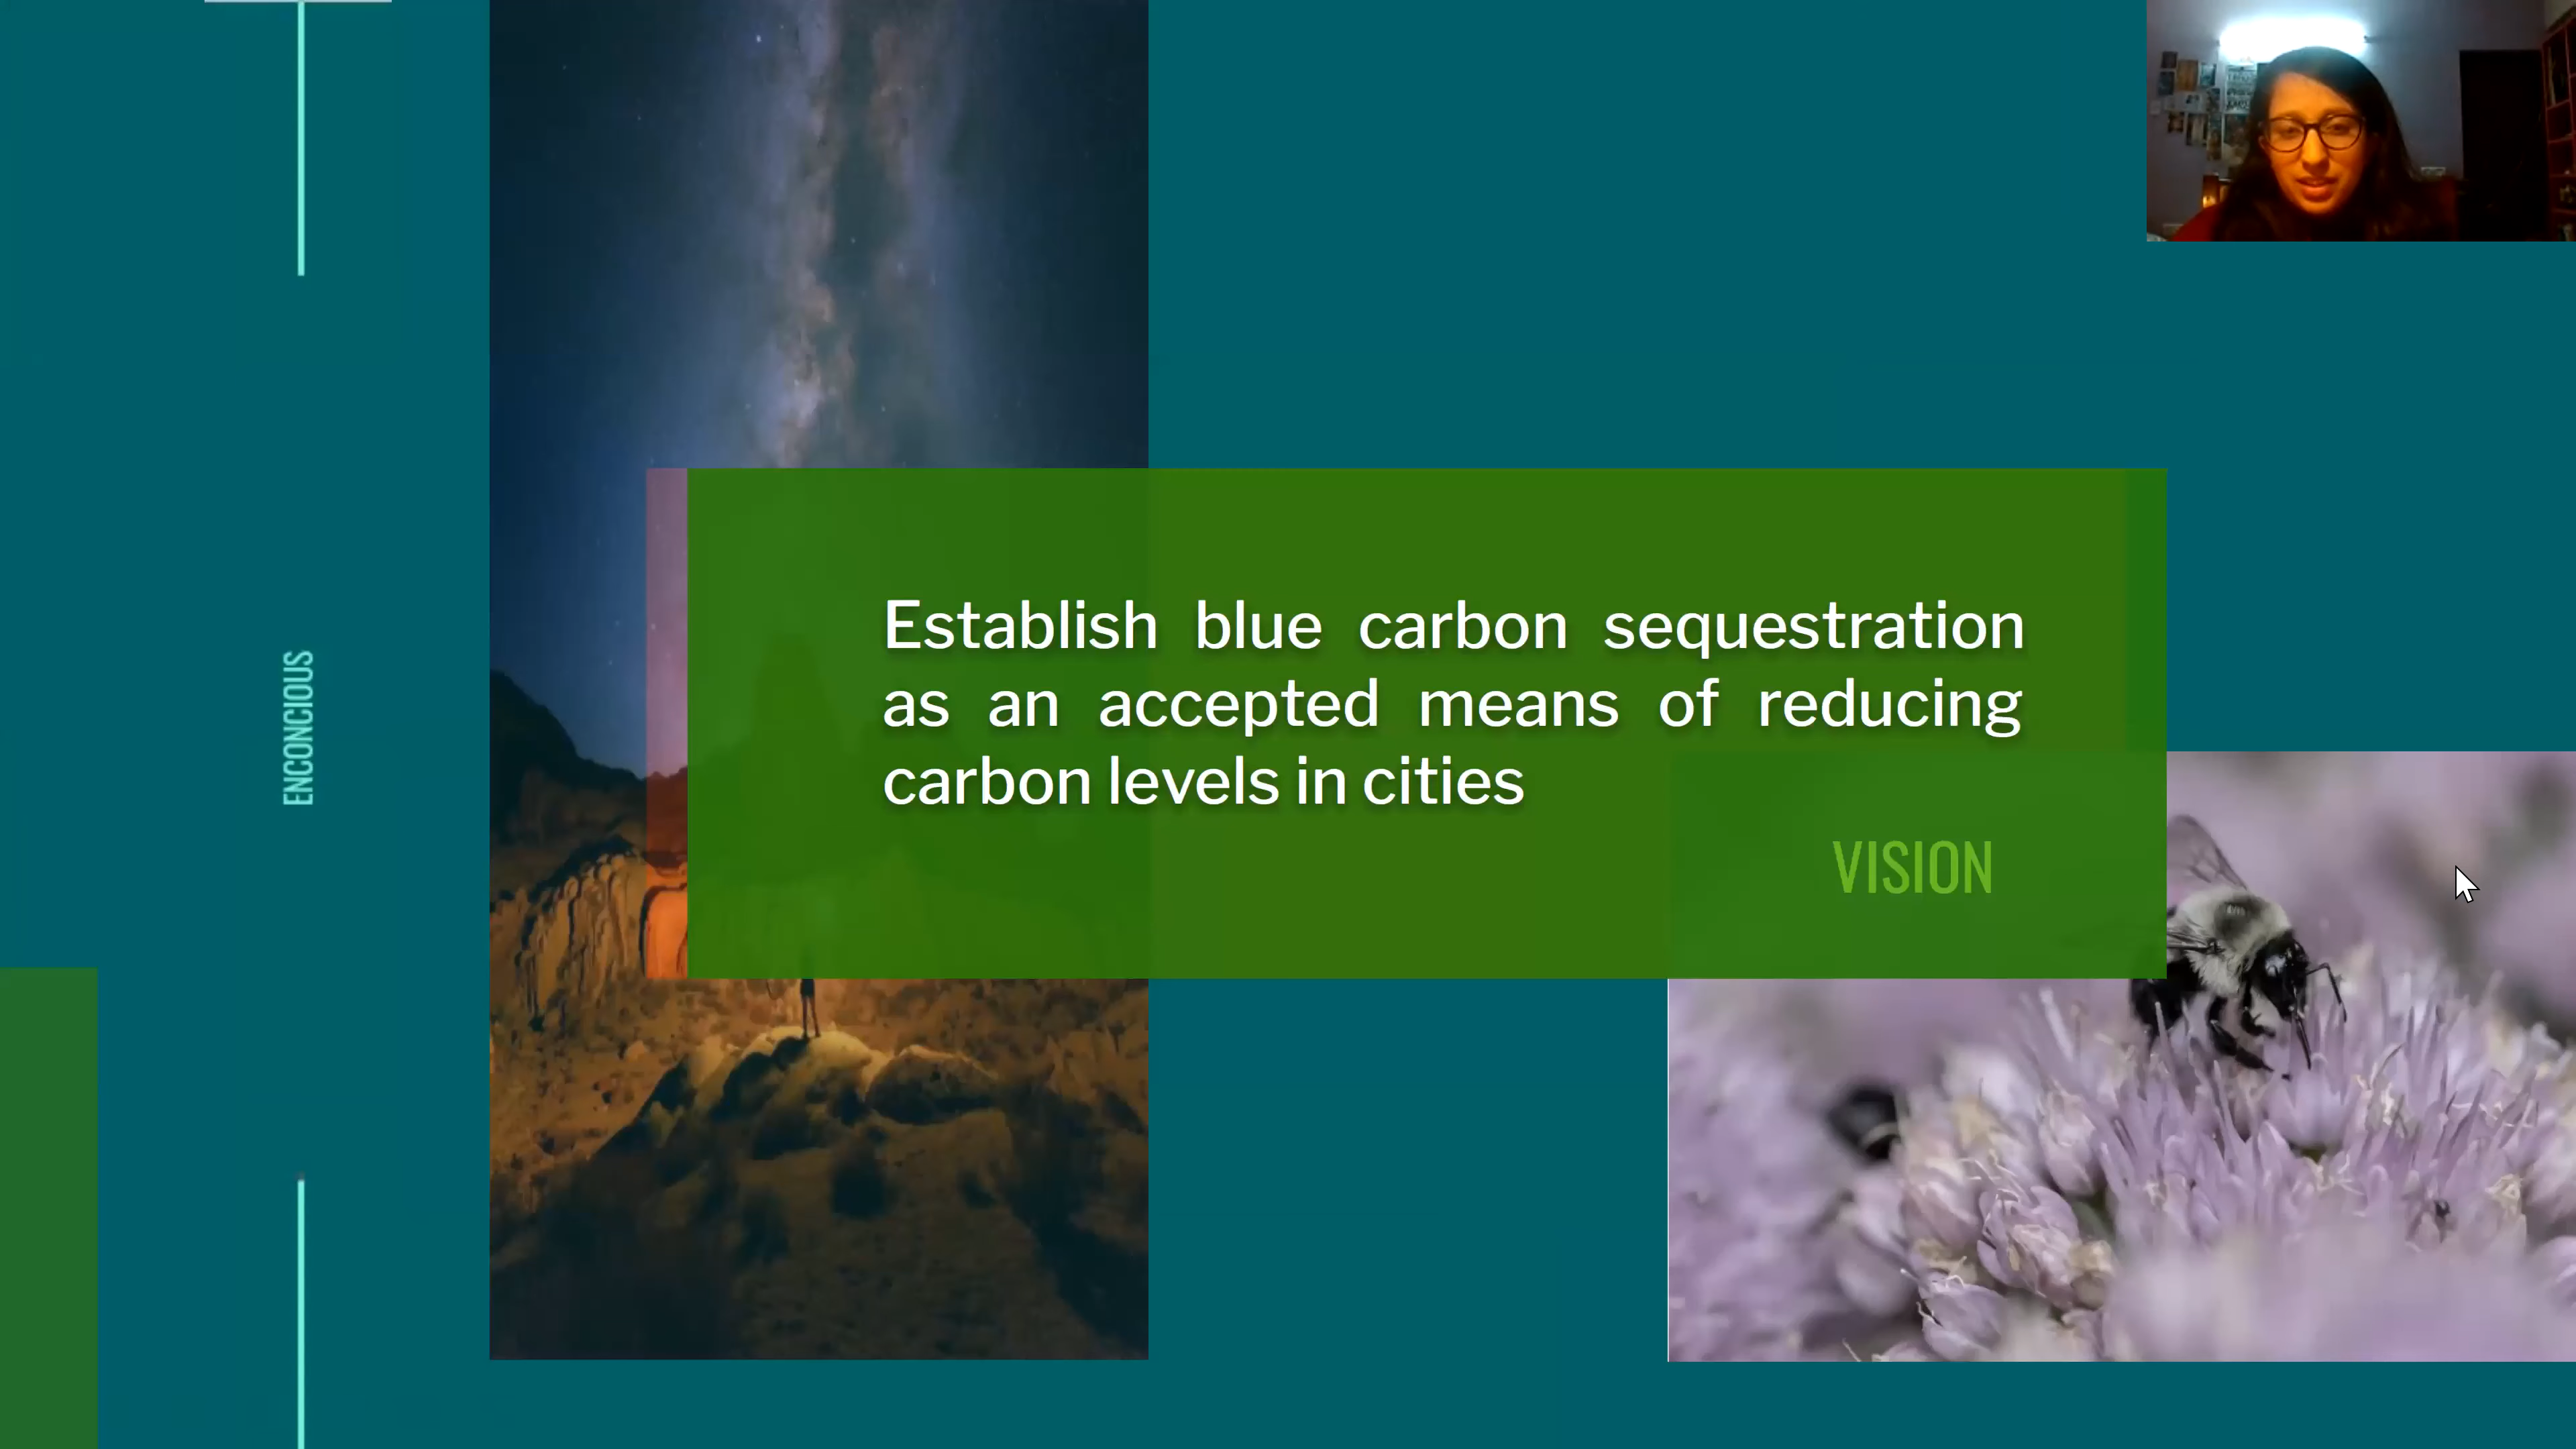 ENCONCIOUS
Establish blue carbon sequestration
as an accepted means of reducing
carbon levels in cities
VISION